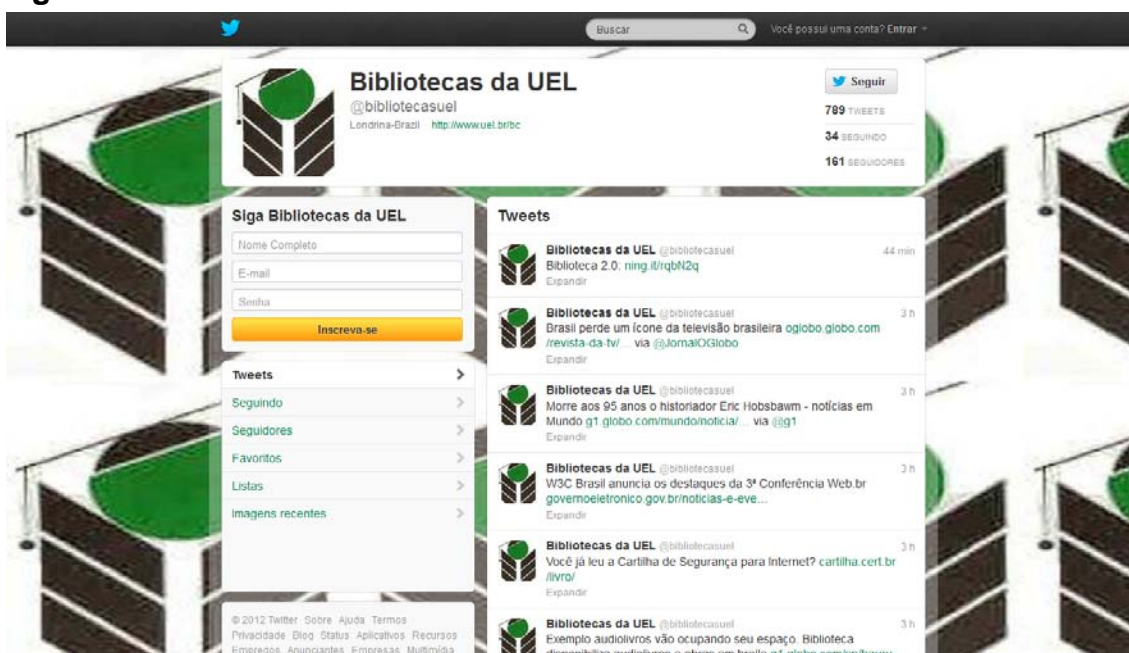 Buscar
Você possui uma conta? Entrar
Bibliotecas da UEL
@bibliotecasuel
Londrina-Brazil http://www.uel.br/bc
Seguir
789 TWEETS
34 SEGUINDO
161 SEGUIDORES
Siga Bibliotecas da UEL
Nome Completo
E-mail
Senha
Inscreva-se
Tweets
Seguindo
Seguidores
Favoritos
Listas
Imagens recentes
© 2012 Twitter Sobre Ajuda Termos
Privacidade Blog Status Aplicativos Recursos
Empregos Anunciantes Empresas Multimídia
Tweets
Bibliotecas da UEL @bibliotecasuel 44 min
Biblioteca 2.0: ning.it/rqbN2q
Expandir
Bibliotecas da UEL @bibliotecasuel 3 h
Brasil perde um ícone da televisão brasileira oglobo.globo.com
/revista-da-tv/... via @JornalOGlobo
Expandir
Bibliotecas da UEL @bibliotecasuel 3 h
Morre aos 95 anos o historiador Eric Hobsbawm - notícias em
Mundo g1.globo.com/mundo/noticia/... via @g1
Expandir
Bibliotecas da UEL @bibliotecasuel 3 h
W3C Brasil anuncia os destaques da 3ª Conferência Web.br
governoeletronico.gov.br/noticias-e-eve...
Expandir
Bibliotecas da UEL @bibliotecasuel 3 h
Você já leu a Cartilha de Segurança para Internet? cartilha.cert.br
/livro/
Expandir
Bibliotecas da UEL @bibliotecasuel 3 h
Exemplo audiolivros vão ocupando seu espaço. Biblioteca
disponibiliza audiolivros e obras em braile